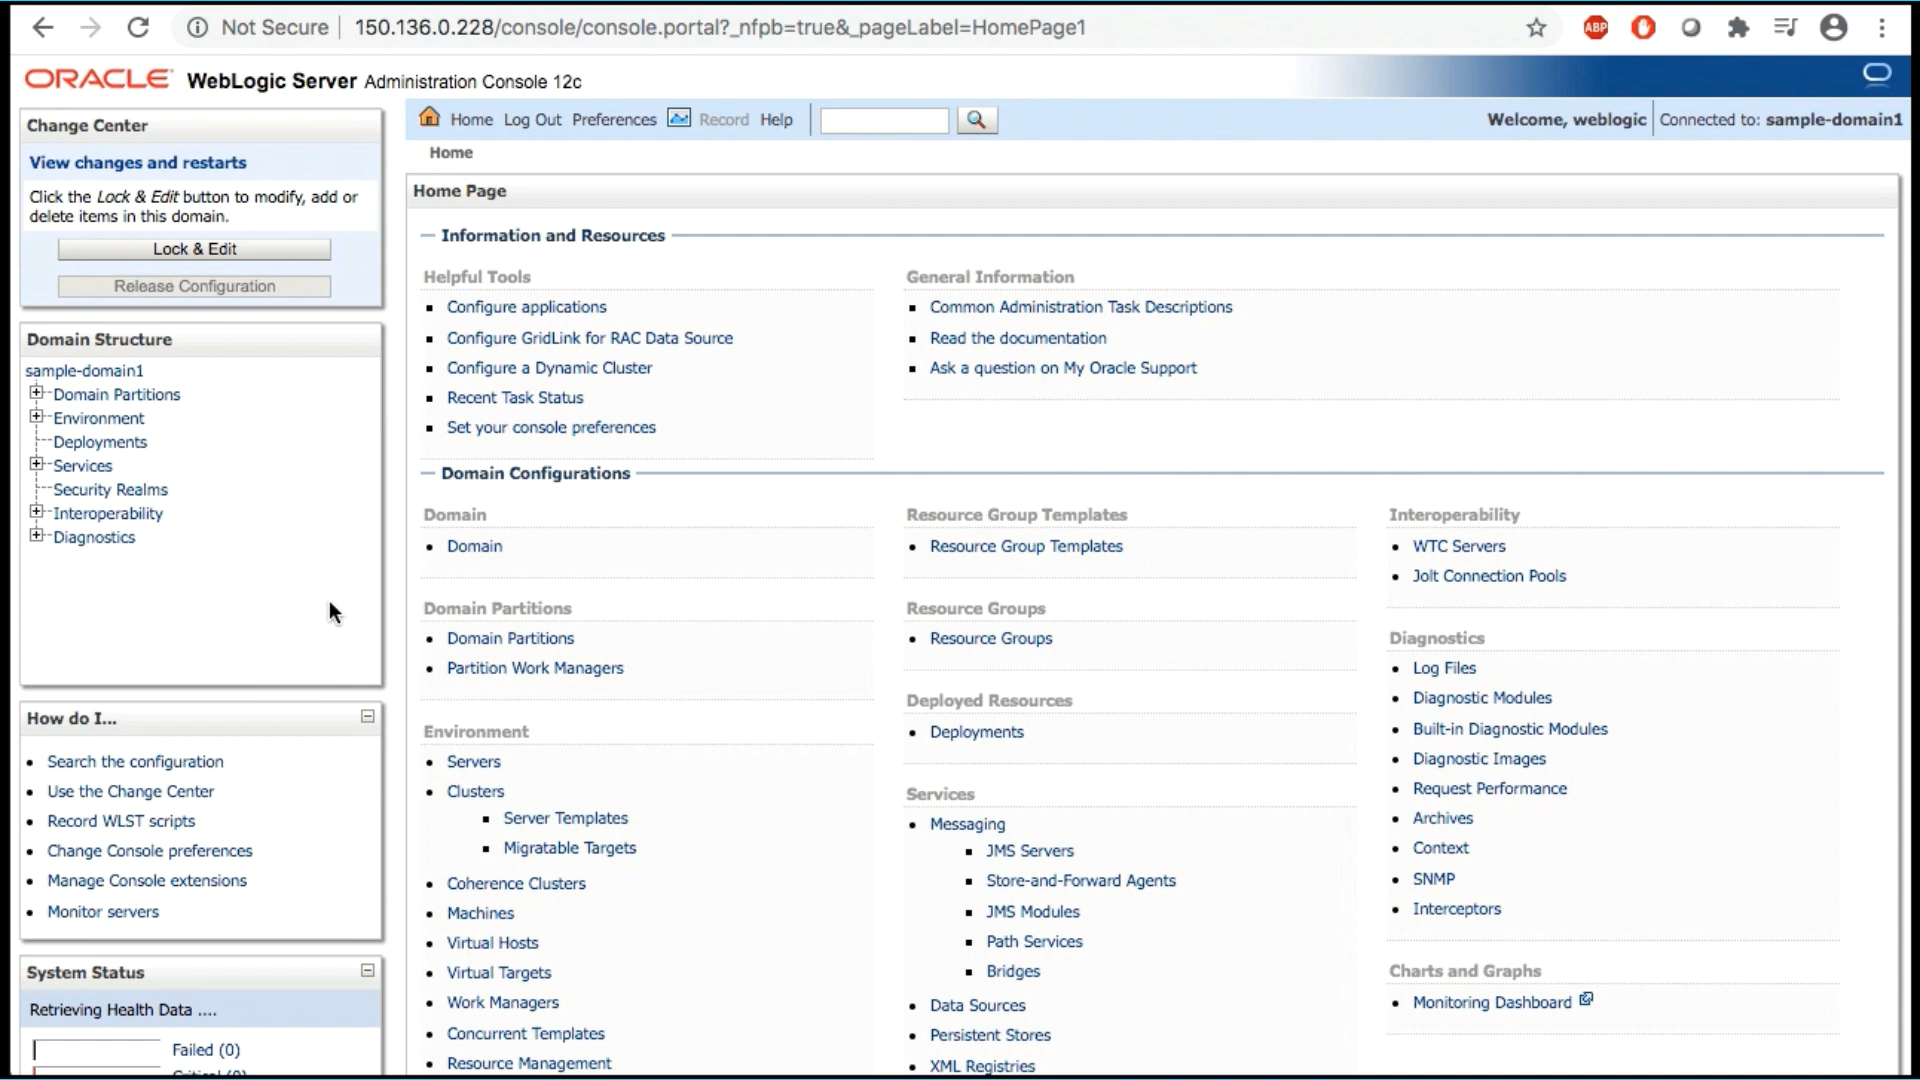 Not Secure | 150.136.0.228/console/console.portal?_nfpb=true&_pageLabel=HomePage1
ABP
ORACLE WebLogic Server Administration Console 12c
Change Center
View changes and restarts
Click the Lock & Edit button to modify, add or
delete items in this domain.
Lock & Edit
Release Configuration
Domain Structure
sample-domain1
Domain Partitions
Environment
Deployments
Services
Security Realms
Interoperability
Diagnostics
How do I...
Search the configuration
Use the Change Center
Record WLST scripts
Change Console preferences
Manage Console extensions
Monitor servers
System Status
Retrieving Health Data ....
Failed (0)
Home Log Out Preferences Record Help
Welcome, weblogic Connected to: sample-domain1
Home
Home Page
Information and Resources
Helpful Tools
Configure applications
Configure GridLink for RAC Data Source
Configure a Dynamic Cluster
Recent Task Status
Set your console preferences
General Information
Common Administration Task Descriptions
Read the documentation
Ask a question on My Oracle Support
Domain Configurations
Domain
Domain
Domain Partitions
Domain Partitions
Partition Work Managers
Environment
Servers
Clusters
Server Templates
Migratable Targets
Coherence Clusters
Machines
Virtual Hosts
Virtual Targets
Work Managers
Concurrent Templates
Resource Management
Resource Group Templates
Resource Group Templates
Resource Groups
Resource Groups
Deployed Resources
Deployments
Services
Messaging
JMS Servers
Store-and-Forward Agents
JMS Modules
Path Services
Bridges
Data Sources
Persistent Stores
XML Registries
Interoperability
WTC Servers
Jolt Connection Pools
Diagnostics
Log Files
Diagnostic Modules
Built-in Diagnostic Modules
Diagnostic Images
Request Performance
Archives
Context
SNMP
Interceptors
Charts and Graphs
Monitoring Dashboard